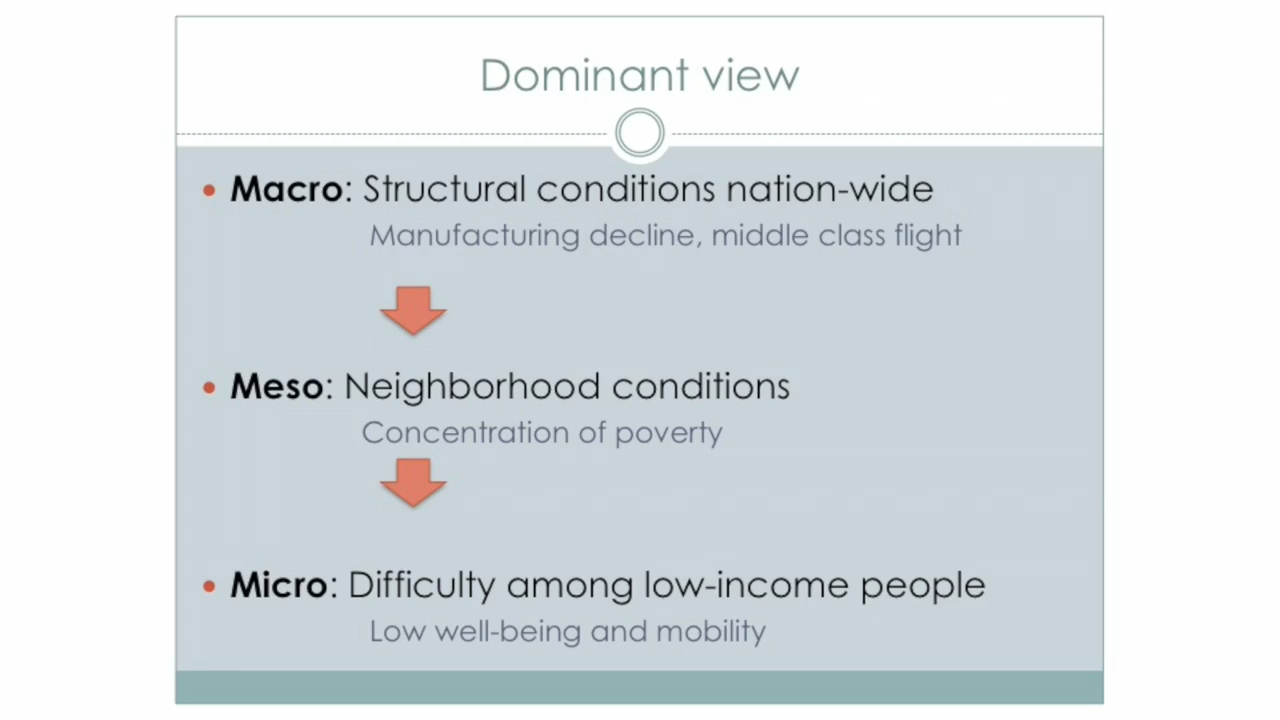 Dominant view
• Macro: Structural conditions nation-wide
Manufacturing decline, middle class flight
• Meso: Neighborhood conditions
Concentration of poverty
• Micro: Difficulty among low-income people
Low well-being and mobility